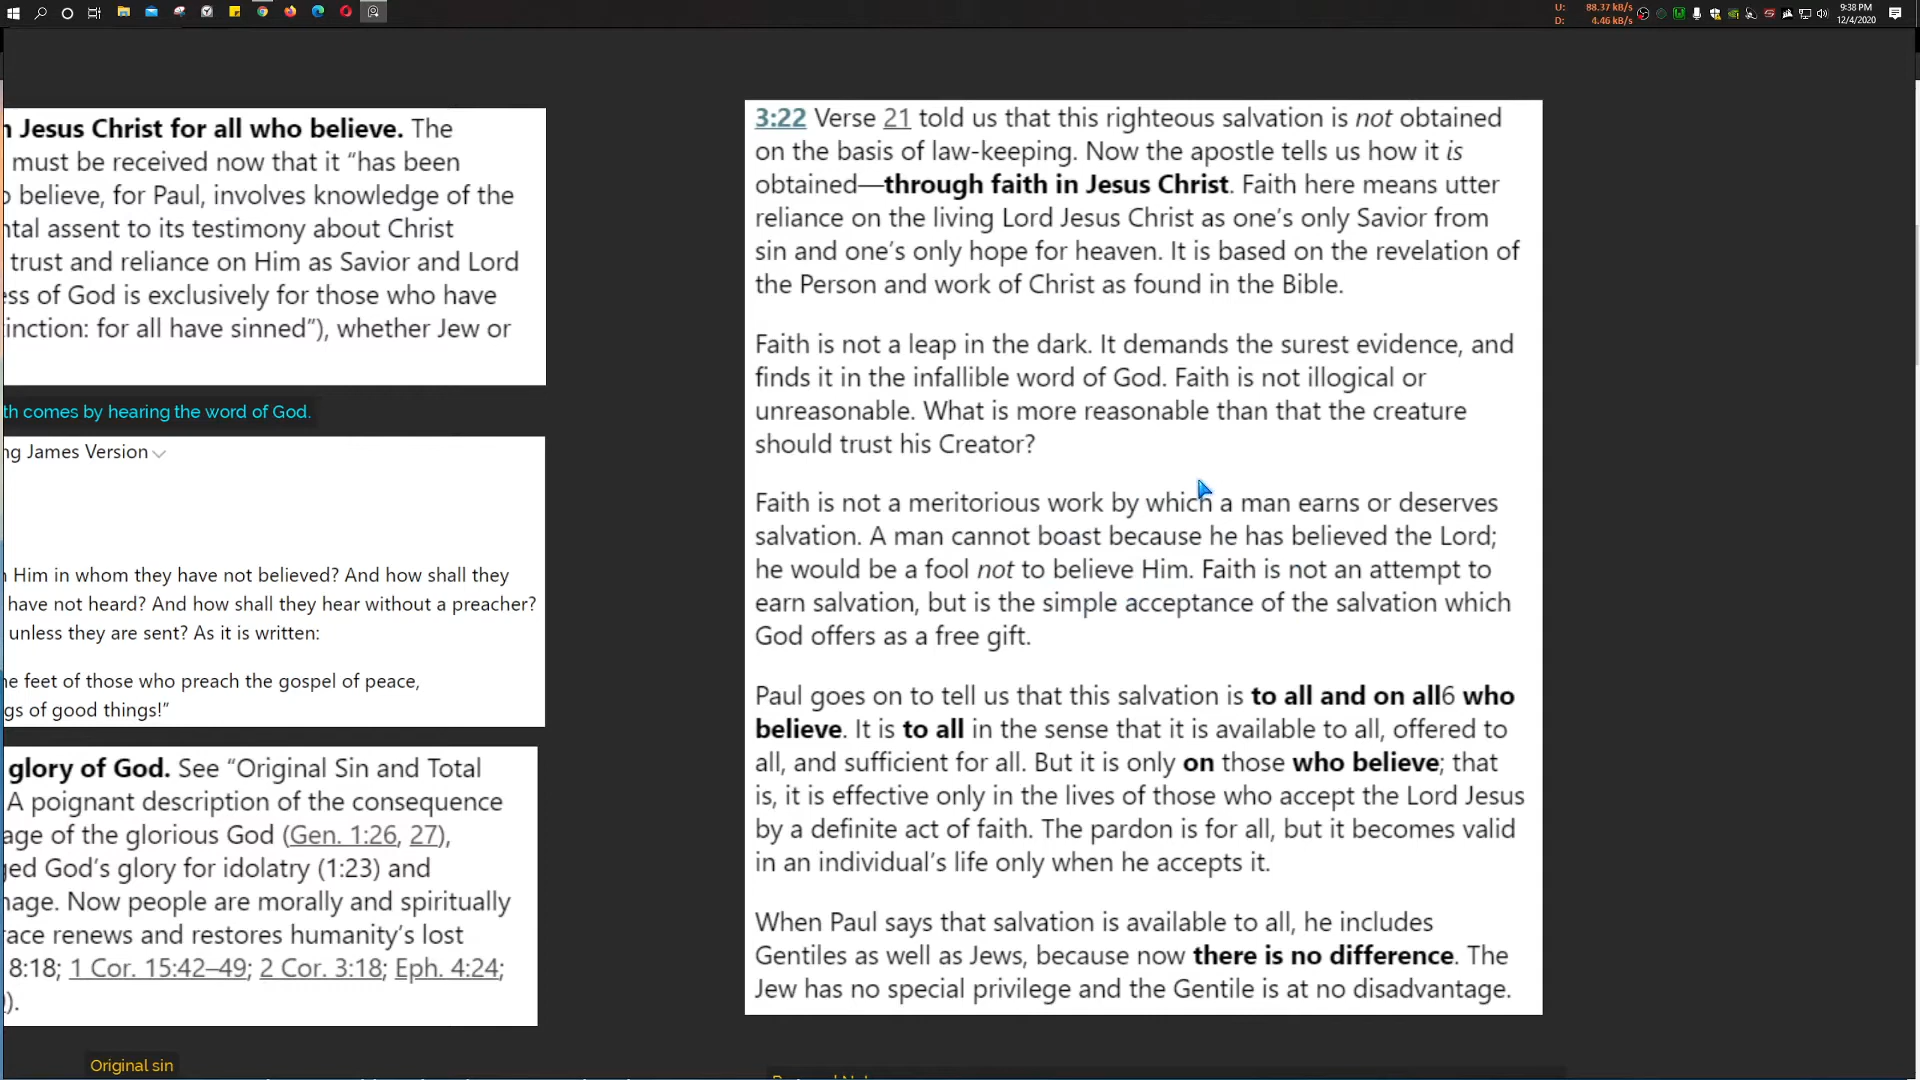 U: 88.37 kB/s
D: 4.46 kB/s
9:38 PM
12/4/2020
Jesus Christ for all who believe. The
must be received now that it “has been
believe, for Paul, involves knowledge of the
assent to its testimony about Christ
trust and reliance on Him as Savior and Lord
of God is exclusively for those who have
for all have sinned”), whether Jew or
comes by hearing the word of God.
James Version
Him in whom they have not believed? And how shall they
have not heard? And how shall they hear without a preacher?
unless they are sent? As it is written:
feet of those who preach the gospel of peace,
of good things!”
glory of God. See “Original Sin and Total
A poignant description of the consequence
of the glorious God (Gen. 1:26, 27),
God’s glory for idolatry (1:23) and
Now people are morally and spiritually
renews and restores humanity’s lost
8:18; 1 Cor. 15:42–49; 2 Cor. 3:18; Eph. 4:24;
).
Original sin
3:22 Verse 21 told us that this righteous salvation is not obtained
on the basis of law-keeping. Now the apostle tells us how it is
obtained—through faith in Jesus Christ. Faith here means utter
reliance on the living Lord Jesus Christ as one’s only Savior from
sin and one’s only hope for heaven. It is based on the revelation of
the Person and work of Christ as found in the Bible.
Faith is not a leap in the dark. It demands the surest evidence, and
finds it in the infallible word of God. Faith is not illogical or
unreasonable. What is more reasonable than that the creature
should trust his Creator?
Faith is not a meritorious work by which a man earns or deserves
salvation. A man cannot boast because he has believed the Lord;
he would be a fool not to believe Him. Faith is not an attempt to
earn salvation, but is the simple acceptance of the salvation which
God offers as a free gift.
Paul goes on to tell us that this salvation is to all and on all6 who
believe. It is to all in the sense that it is available to all, offered to
all, and sufficient for all. But it is only on those who believe; that
is, it is effective only in the lives of those who accept the Lord Jesus
by a definite act of faith. The pardon is for all, but it becomes valid
in an individual’s life only when he accepts it.
When Paul says that salvation is available to all, he includes
Gentiles as well as Jews, because now there is no difference. The
Jew has no special privilege and the Gentile is at no disadvantage.